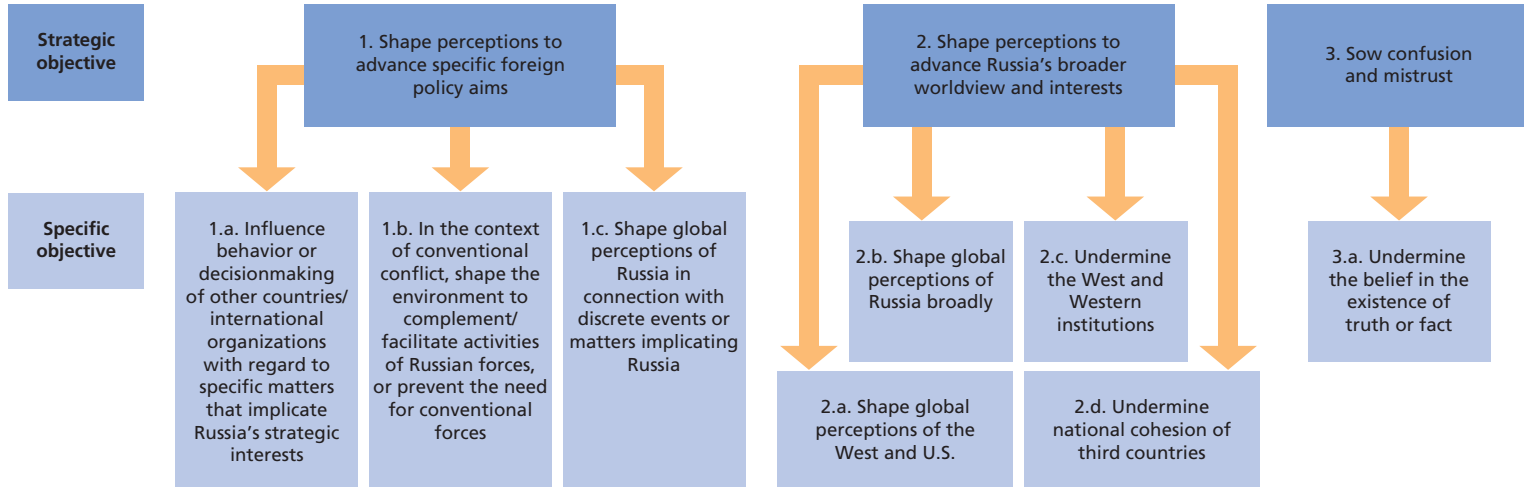 Strategic
objective
1. Shape perceptions to
advance specific foreign
policy aims
2. Shape perceptions to
advance Russia’s broader
worldview and interests
3. Sow confusion
and mistrust
Specific
objective
1.a. Influence
behavior or
decisionmaking
of other countries/
international
organizations
with regard to
specific matters
that implicate
Russia’s strategic
interests
1.b. In the context
of conventional
conflict, shape the
environment to
complement/
facilitate activities
of Russian forces,
or prevent the need
for conventional
forces
1.c. Shape global
perceptions of
Russia in
connection with
discrete events or
matters implicating
Russia
2.a. Shape global
perceptions of the
West and U.S.
2.b. Shape global
perceptions of
Russia broadly
2.c. Undermine
the West and
Western
institutions
2.d. Undermine
national cohesion of
third countries
3.a. Undermine
the belief in the
existence of
truth or fact